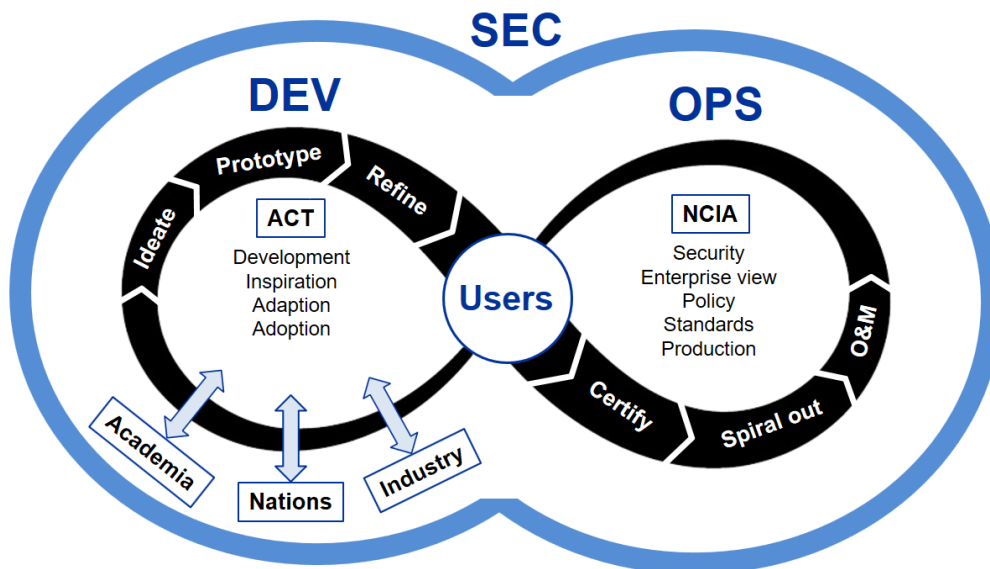 SEC
DEV
OPS
Ideate
Prototype
Refine
ACT
Development
Inspiration
Adaption
Adoption
Users
NCIA
Security
Enterprise view
Policy
Standards
Production
Certify
Spiral out
O&M
Academia
Nations
Industry